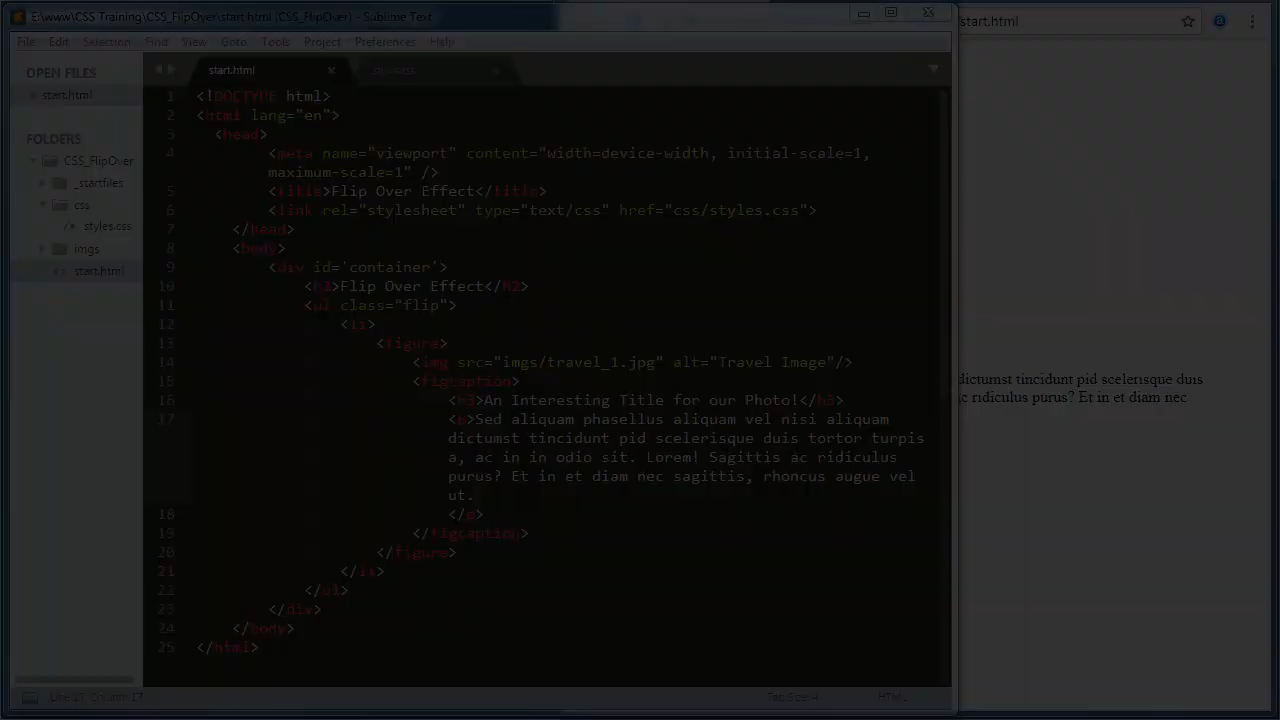 E:\www\CSS Training\CSS_FlipOver\start.html (CSS_FlipOver) - Sublime Text
/start.html
File Edit Selection Find View Goto Tools Project Preferences Help
OPEN FILES
start.html
FOLDERS
CSS_FlipOver
_startfiles
css
styles.css
imgs
start.html
start.html
1 <!DOCTYPE html>
2 <html lang="en">
3 <head>
4 <meta name="viewport" content="width=device-width, initial-scale=1,
maximum-scale=1" />
5 <title>Flip Over Effect</title>
6 <link rel="stylesheet" type="text/css" href="css/styles.css">
7 </head>
8 <body>
9 <div id='container'>
10 <h2>Flip Over Effect</h2>
11 <ul class="flip">
12 <li>
13 <figure>
14 <img src="imgs/travel_1.jpg" alt="Travel Image"/>
15 <figcaption>
16 <h3>An Interesting Title for our Photo!</h3>
17 <p>Sed aliquam phasellus aliquam vel nisi aliquam
dictumst tincidunt pid scelerisque duis tortor turpis
a, ac in in odio sit. Lorem! Sagittis ac ridiculus
purus? Et in et diam nec sagittis, rhoncus augue vel
ut.
18 </p>
19 </figcaption>
20 </figure>
21 </li>
22 </ul>
23 </div>
24 </body>
25 </html>
dictumst tincidunt pid scelerisque duis
ridiculus purus? Et in et diam nec
Line 17, Column 17
Tab Size: 4
HTML